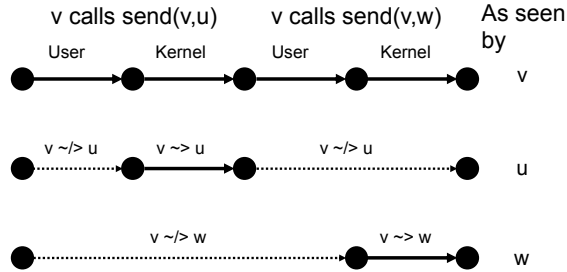 v calls send(v,u) v calls send(v,w) As seen
by
User Kernel User Kernel
v
v ~/> u v ~> u v ~/> u
u
v ~/> w v ~> w
w